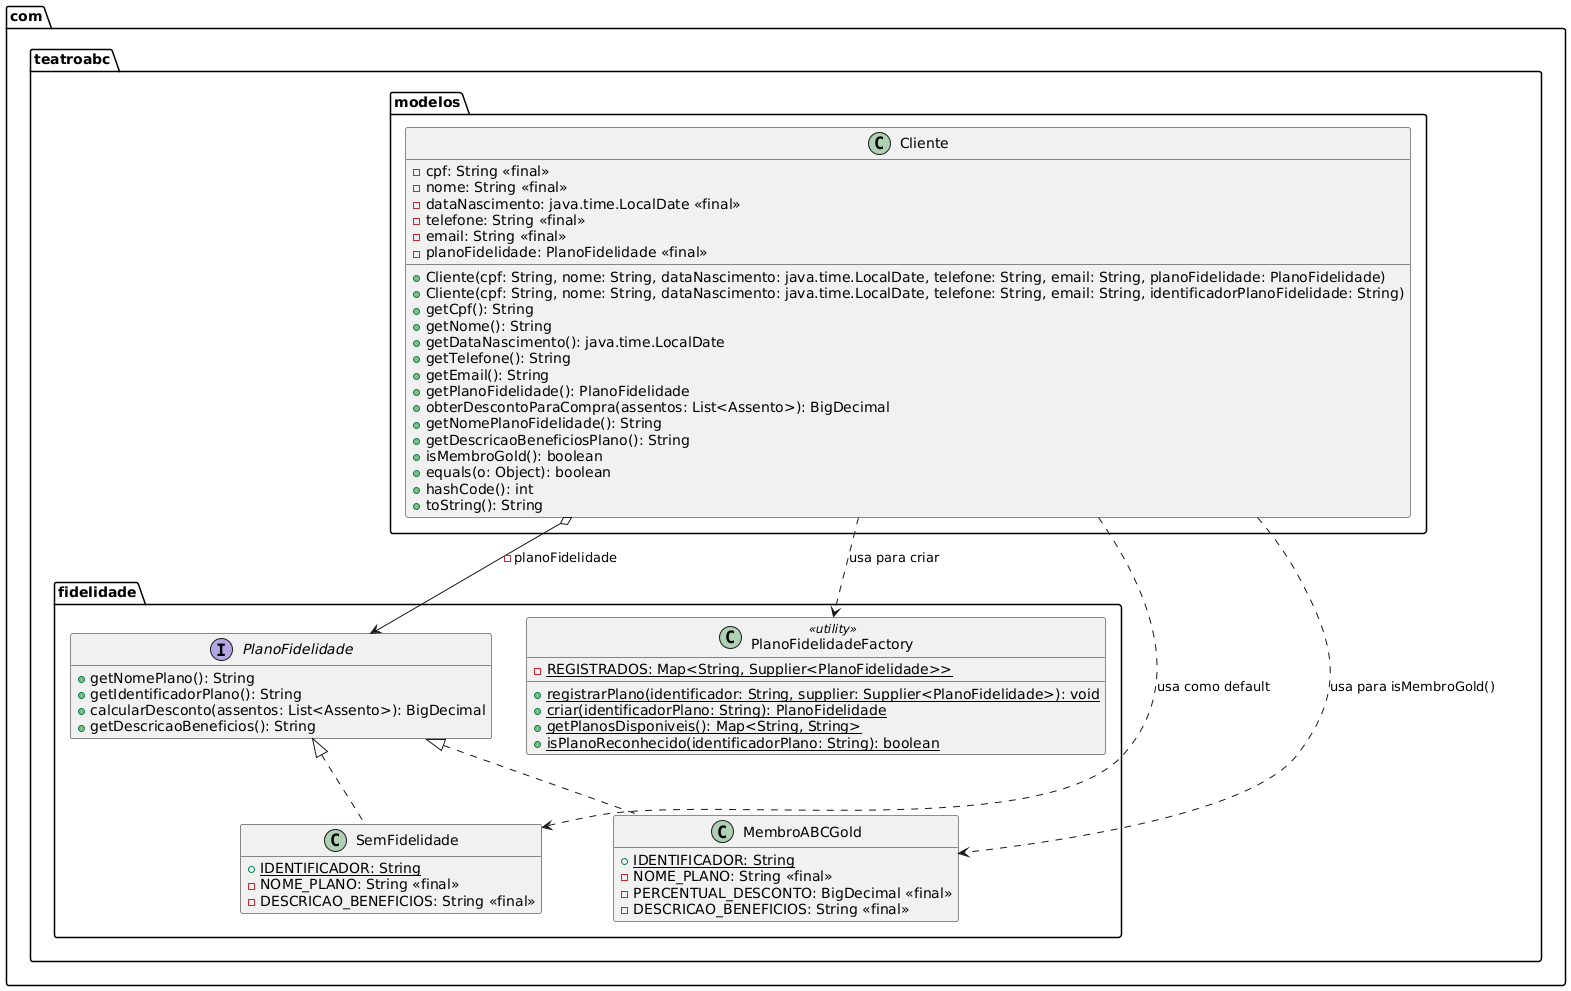 com
teatroabc
modelos
C Cliente
cpf: String «final»
nome: String «final»
dataNascimento: java.time.LocalDate «final»
telefone: String «final»
email: String «final»
planoFidelidade: PlanoFidelidade «final»
Cliente(cpf: String, nome: String, dataNascimento: java.time.LocalDate, telefone: String, email: String, planoFidelidade: PlanoFidelidade)
Cliente(cpf: String, nome: String, dataNascimento: java.time.LocalDate, telefone: String, email: String, identificadorPlanoFidelidade: String)
getCpf(): String
getNome(): String
getDataNascimento(): java.time.LocalDate
getTelefone(): String
getEmail(): String
getPlanoFidelidade(): PlanoFidelidade
obterDescontoParaCompra(assentos: List<Assento>): BigDecimal
getNomePlanoFidelidade(): String
getDescricaoBeneficiosPlano(): String
isMembroGold(): boolean
equals(o: Object): boolean
hashCode(): int
toString(): String
planoFidelidade
usa para criar
fidelidade
I PlanoFidelidade
getNomePlano(): String
getIdentificadorPlano(): String
calcularDesconto(assentos: List<Assento>): BigDecimal
getDescricaoBeneficios(): String
«utility»
C PlanoFidelidadeFactory
REGISTRADOS: Map<String, Supplier<PlanoFidelidade>>
registrarPlano(identificador: String, supplier: Supplier<PlanoFidelidade>): void
criar(identificadorPlano: String): PlanoFidelidade
getPlanosDisponiveis(): Map<String, String>
isPlanoReconhecido(identificadorPlano: String): boolean
usa como default
usa para isMembroGold()
C SemFidelidade
IDENTIFICADOR: String
NOME_PLANO: String «final»
DESCRICAO_BENEFICIOS: String «final»
C MembroABCGold
IDENTIFICADOR: String
NOME_PLANO: String «final»
PERCENTUAL_DESCONTO: BigDecimal «final»
DESCRICAO_BENEFICIOS: String «final»